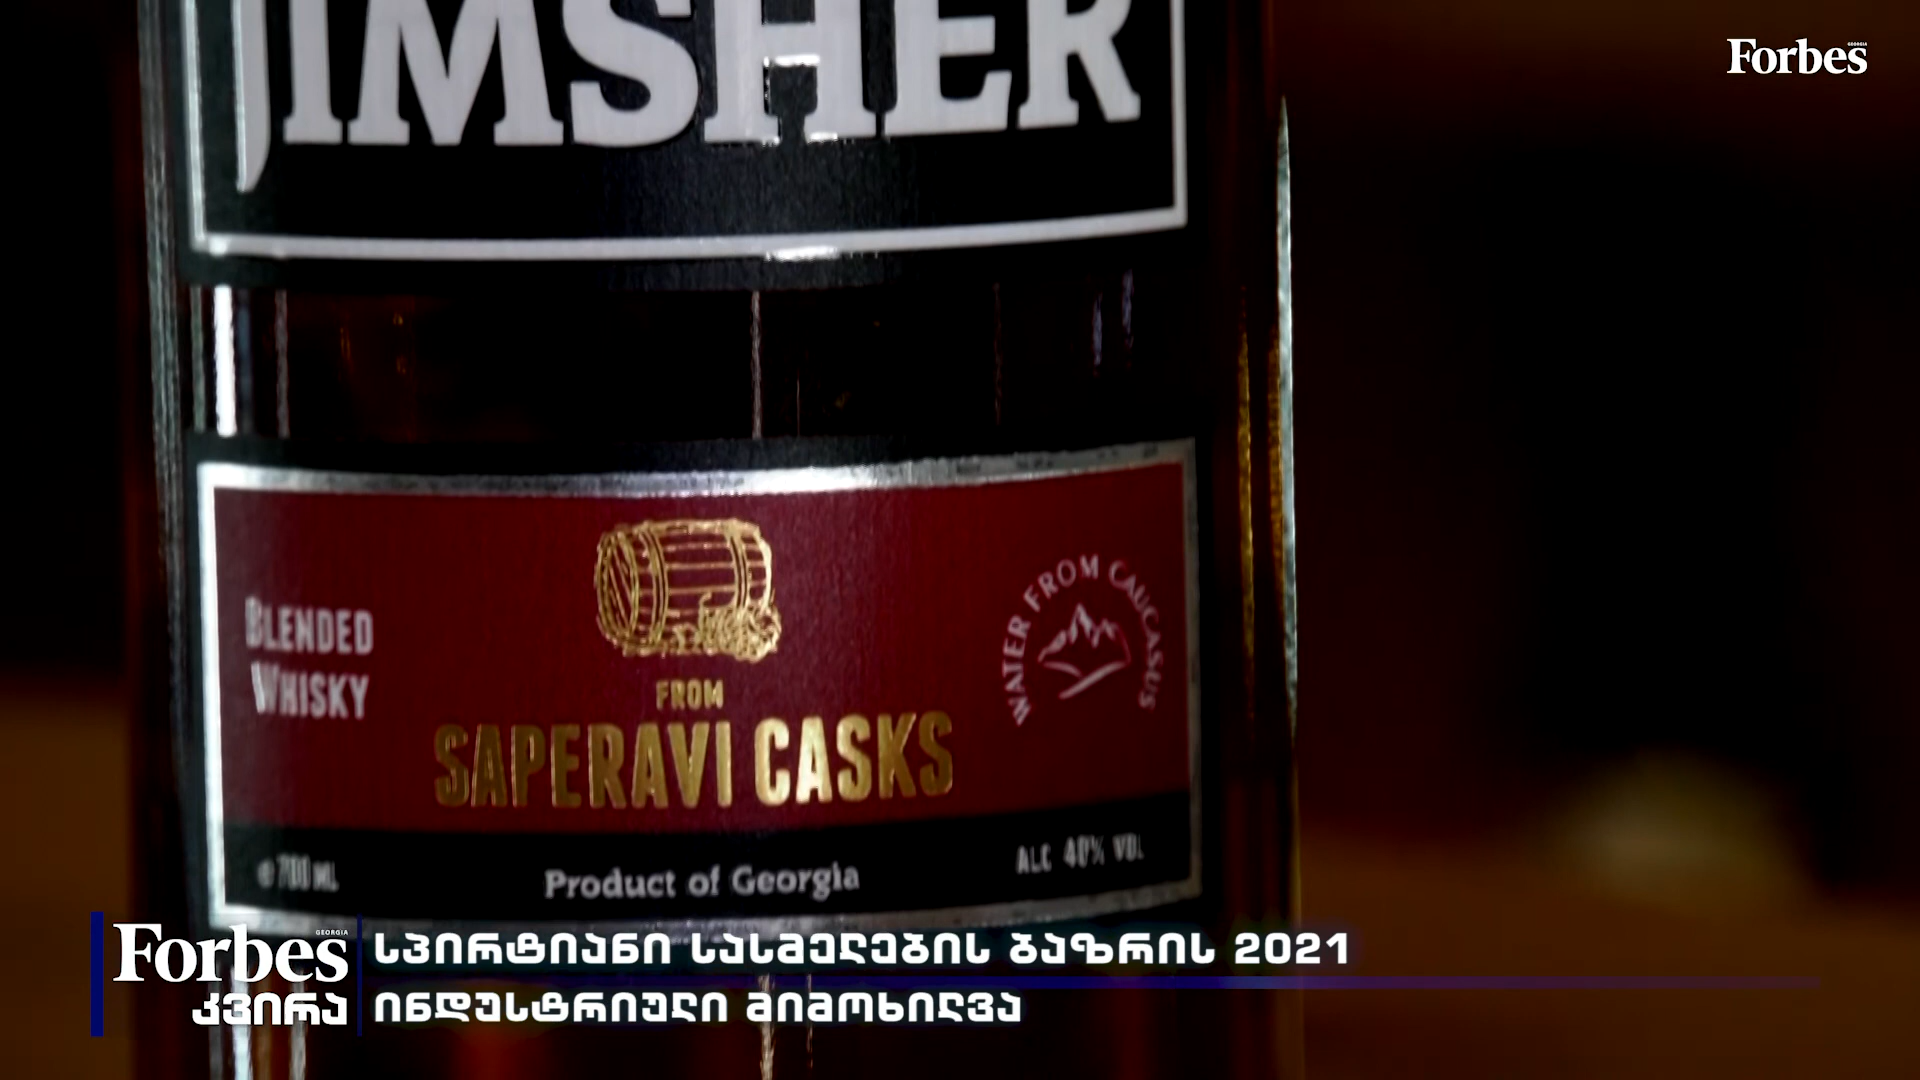 JIMSHER
Forbes
GEORGIA
BLENDED
WHISKY
FROM
SAPERAVI CASKS
WATER FROM CAUCASUS
e 700 ML
Product of Georgia
ALC 40% VOL
Forbes
GEORGIA
კვირა
სპირტიანი სასმელების ბაზრის 2021
ინდუსტრიული მიმოხილვა